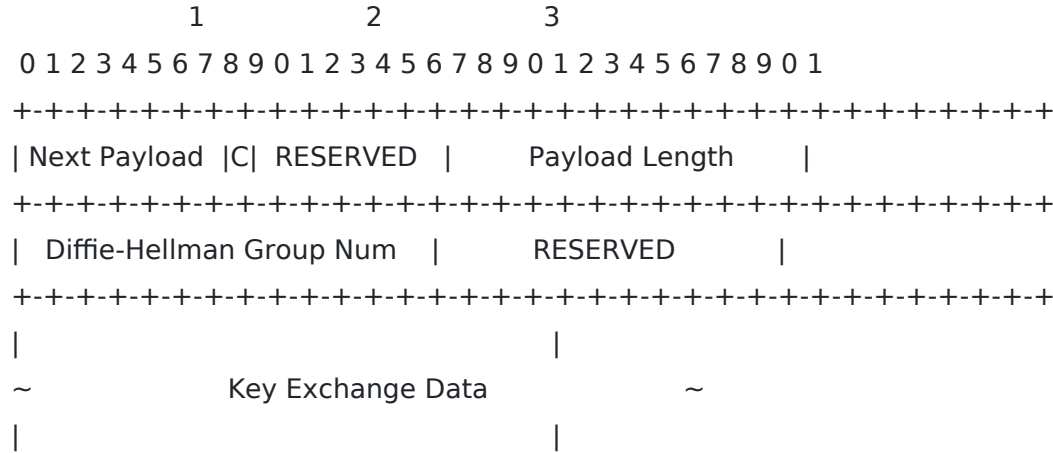 1 2 3
0 1 2 3 4 5 6 7 8 9 0 1 2 3 4 5 6 7 8 9 0 1 2 3 4 5 6 7 8 9 0 1
+-+-+-+-+-+-+-+-+-+-+-+-+-+-+-+-+-+-+-+-+-+-+-+-+-+-+-+-+-+-+-+-+
| Next Payload |C| RESERVED | Payload Length |
+-+-+-+-+-+-+-+-+-+-+-+-+-+-+-+-+-+-+-+-+-+-+-+-+-+-+-+-+-+-+-+-+
| Diffie-Hellman Group Num | RESERVED |
+-+-+-+-+-+-+-+-+-+-+-+-+-+-+-+-+-+-+-+-+-+-+-+-+-+-+-+-+-+-+-+-+
| |
~ Key Exchange Data ~
| |